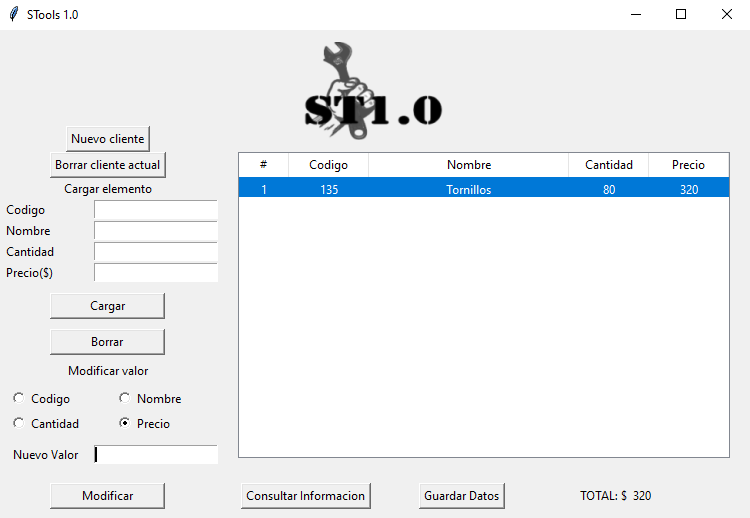 STools 1.0
ST1.0
Nuevo cliente
Borrar cliente actual
Cargar elemento
Codigo
Nombre
Cantidad
Precio($)
Cargar
Borrar
Modificar valor
Codigo Nombre
Cantidad Precio
Nuevo Valor
Modificar
# Codigo Nombre Cantidad Precio
1 135 Tornillos 80 320
Consultar Informacion Guardar Datos TOTAL: $ 320